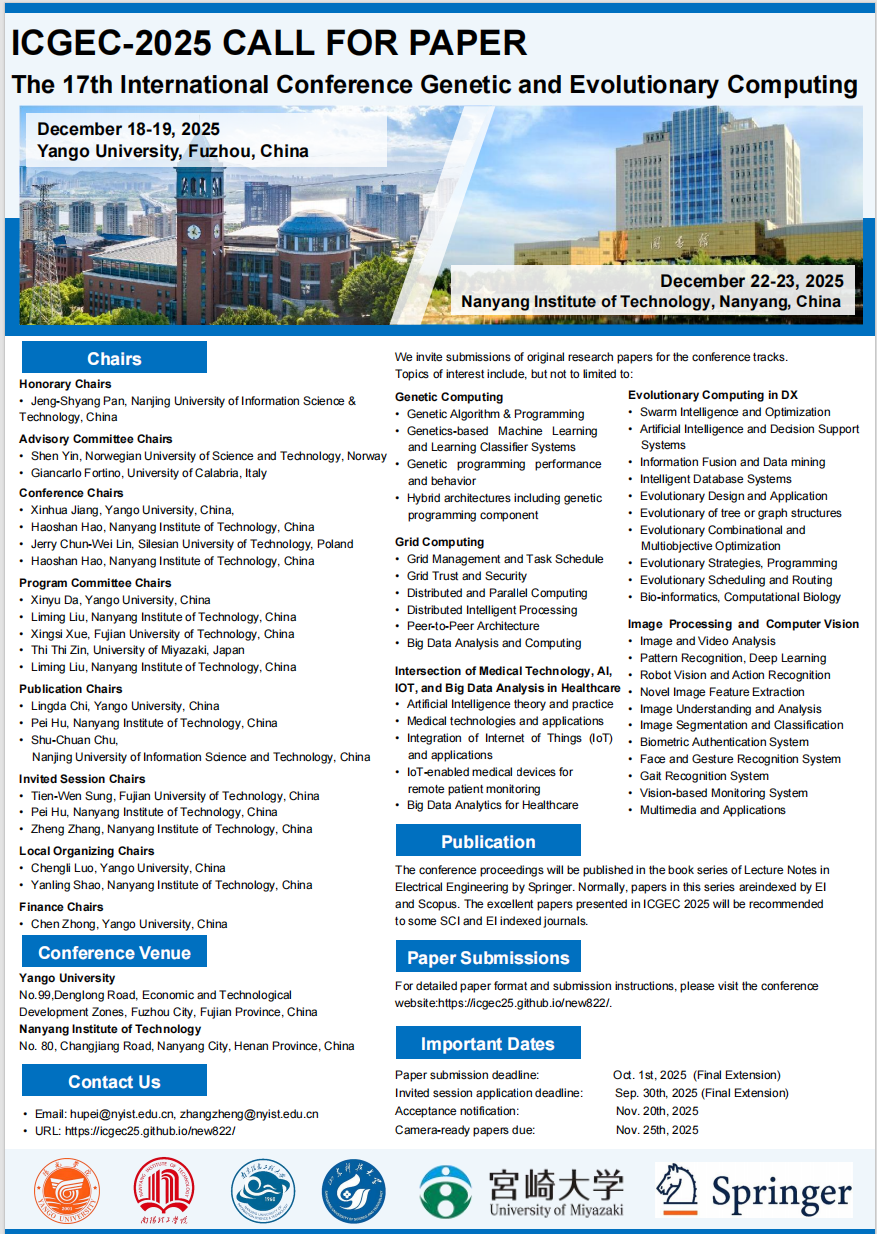 ICGEC-2025 CALL FOR PAPER
The 17th International Conference Genetic and Evolutionary Computing
December 18-19, 2025
Yango University, Fuzhou, China
December 22-23, 2025
Nanyang Institute of Technology, Nanyang, China
Chairs
Honorary Chairs
• Jeng-Shyang Pan, Nanjing University of Information Science &
Technology, China
Advisory Committee Chairs
• Shen Yin, Norwegian University of Science and Technology, Norway
• Giancarlo Fortino, University of Calabria, Italy
Conference Chairs
• Xinhua Jiang, Yango University, China,
• Haoshan Hao, Nanyang Institute of Technology, China
• Jerry Chun-Wei Lin, Silesian University of Technology, Poland
• Haoshan Hao, Nanyang Institute of Technology, China
Program Committee Chairs
• Xinyu Da, Yango University, China
• Liming Liu, Nanyang Institute of Technology, China
• Xingsi Xue, Fujian University of Technology, China
• Thi Thi Zin, University of Miyazaki, Japan
• Liming Liu, Nanyang Institute of Technology, China
Publication Chairs
• Lingda Chi, Yango University, China
• Pei Hu, Nanyang Institute of Technology, China
• Shu-Chuan Chu,
Nanjing University of Information Science and Technology, China
Invited Session Chairs
• Tien-Wen Sung, Fujian University of Technology, China
• Pei Hu, Nanyang Institute of Technology, China
• Zheng Zhang, Nanyang Institute of Technology, China
Local Organizing Chairs
• Chengli Luo, Yango University, China
• Yanling Shao, Nanyang Institute of Technology, China
Finance Chairs
• Chen Zhong, Yango University, China
Conference Venue
Yango University
No.99,Denglong Road, Economic and Technological
Development Zones, Fuzhou City, Fujian Province, China
Nanyang Institute of Technology
No. 80, Changjiang Road, Nanyang City, Henan Province, China
Contact Us
• Email: hupei@nyist.edu.cn, zhangzheng@nyist.edu.cn
• URL: https://icgec25.github.io/new822/
We invite submissions of original research papers for the conference tracks.
Topics of interest include, but not to limited to:
Genetic Computing
• Genetic Algorithm & Programming
• Genetics-based Machine Learning
and Learning Classifier Systems
• Genetic programming performance
and behavior
• Hybrid architectures including genetic
programming component
Grid Computing
• Grid Management and Task Schedule
• Grid Trust and Security
• Distributed and Parallel Computing
• Distributed Intelligent Processing
• Peer-to-Peer Architecture
• Big Data Analysis and Computing
Intersection of Medical Technology, AI,
IOT, and Big Data Analysis in Healthcare
• Artificial Intelligence theory and practice
• Medical technologies and applications
• Integration of Internet of Things (IoT)
and applications
• IoT-enabled medical devices for
remote patient monitoring
• Big Data Analytics for Healthcare
Evolutionary Computing in DX
• Swarm Intelligence and Optimization
• Artificial Intelligence and Decision Support
Systems
• Information Fusion and Data mining
• Intelligent Database Systems
• Evolutionary Design and Application
• Evolutionary of tree or graph structures
• Evolutionary Combinational and
Multiobjective Optimization
• Evolutionary Strategies, Programming
• Evolutionary Scheduling and Routing
• Bio-informatics, Computational Biology
Image Processing and Computer Vision
• Image and Video Analysis
• Pattern Recognition, Deep Learning
• Robot Vision and Action Recognition
• Novel Image Feature Extraction
• Image Understanding and Analysis
• Image Segmentation and Classification
• Biometric Authentication System
• Face and Gesture Recognition System
• Gait Recognition System
• Vision-based Monitoring System
• Multimedia and Applications
Publication
The conference proceedings will be published in the book series of Lecture Notes in
Electrical Engineering by Springer. Normally, papers in this series areindexed by EI
and Scopus. The excellent papers presented in ICGEC 2025 will be recommended
to some SCI and EI indexed journals.
Paper Submissions
For detailed paper format and submission instructions, please visit the conference
website:https://icgec25.github.io/new822/.
Important Dates
Paper submission deadline: Oct. 1st, 2025 (Final Extension)
Invited session application deadline: Sep. 30th, 2025 (Final Extension)
Acceptance notification: Nov. 20th, 2025
Camera-ready papers due: Nov. 25th, 2025
YANGO UNIVERSITY
宮崎大学
University of Miyazaki
Springer